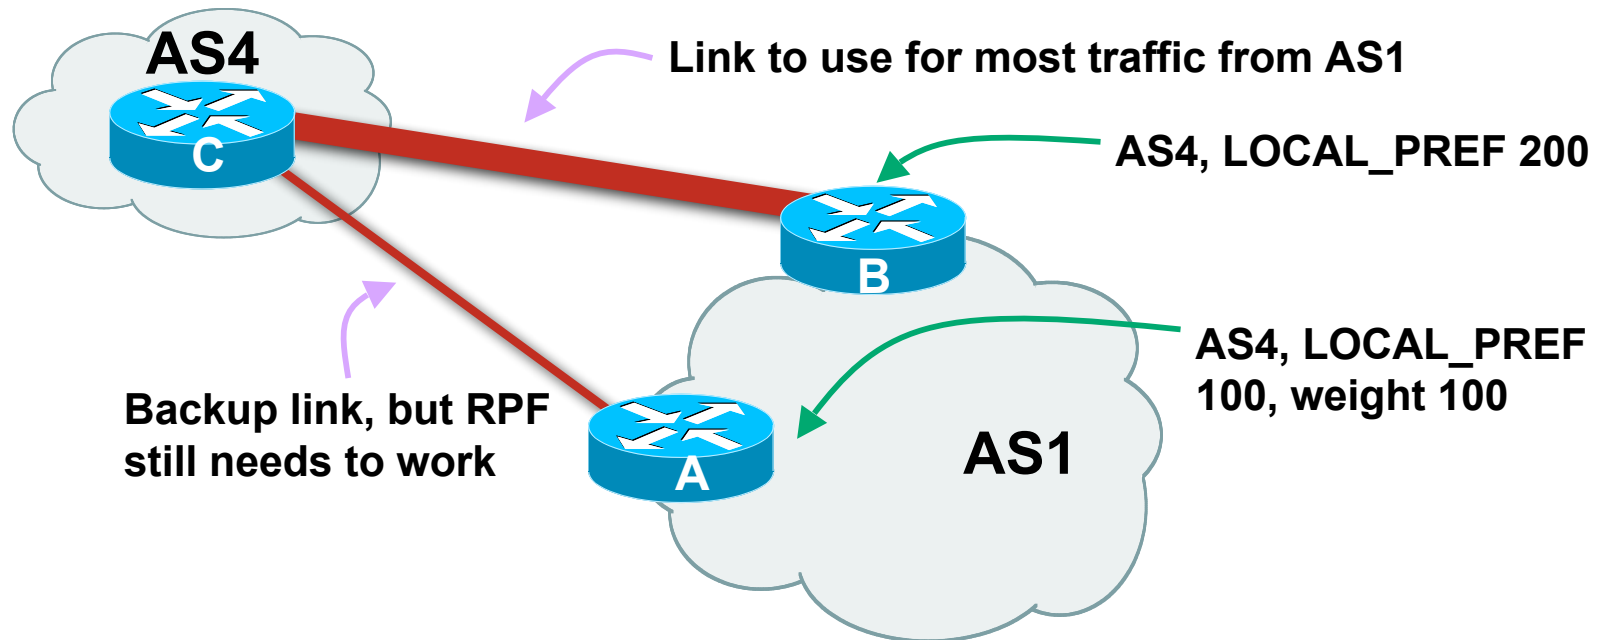 AS4
C
Link to use for most traffic from AS1
AS4, LOCAL_PREF 200
B
AS4, LOCAL_PREF
100, weight 100
Backup link, but RPF
still needs to work
A
AS1